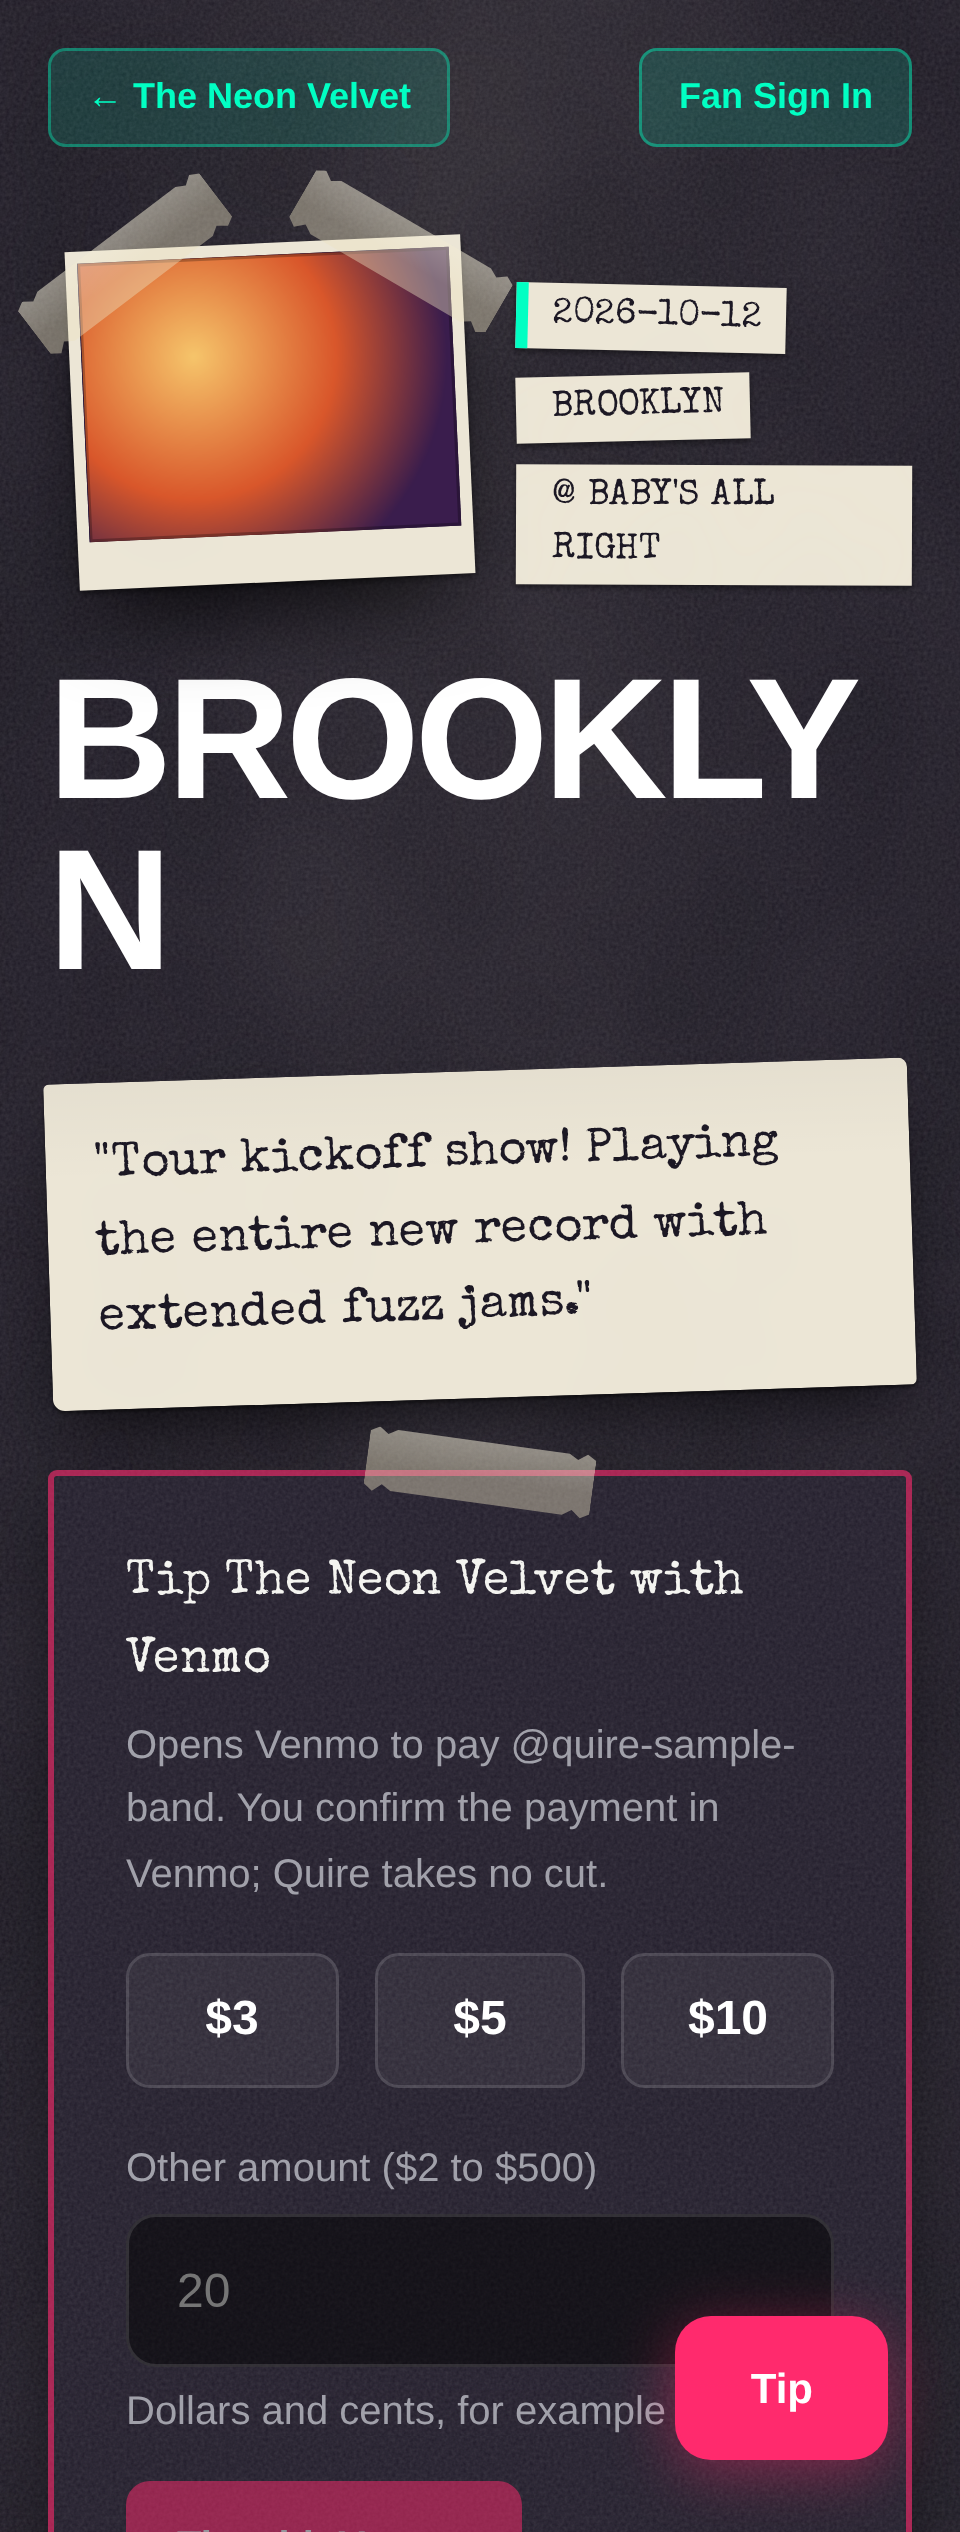 ← The Neon Velvet
Fan Sign In
2026-10-12
BROOKLYN
@ BABY'S ALL
RIGHT
BROOKLY
N
"Tour kickoff show! Playing
the entire new record with
extended fuzz jams."
Tip The Neon Velvet with
Venmo
Opens Venmo to pay @quire-sample-
band. You confirm the payment in
Venmo; Quire takes no cut.
$3
$5
$10
Other amount ($2 to $500)
20
Tip
Dollars and cents, for example